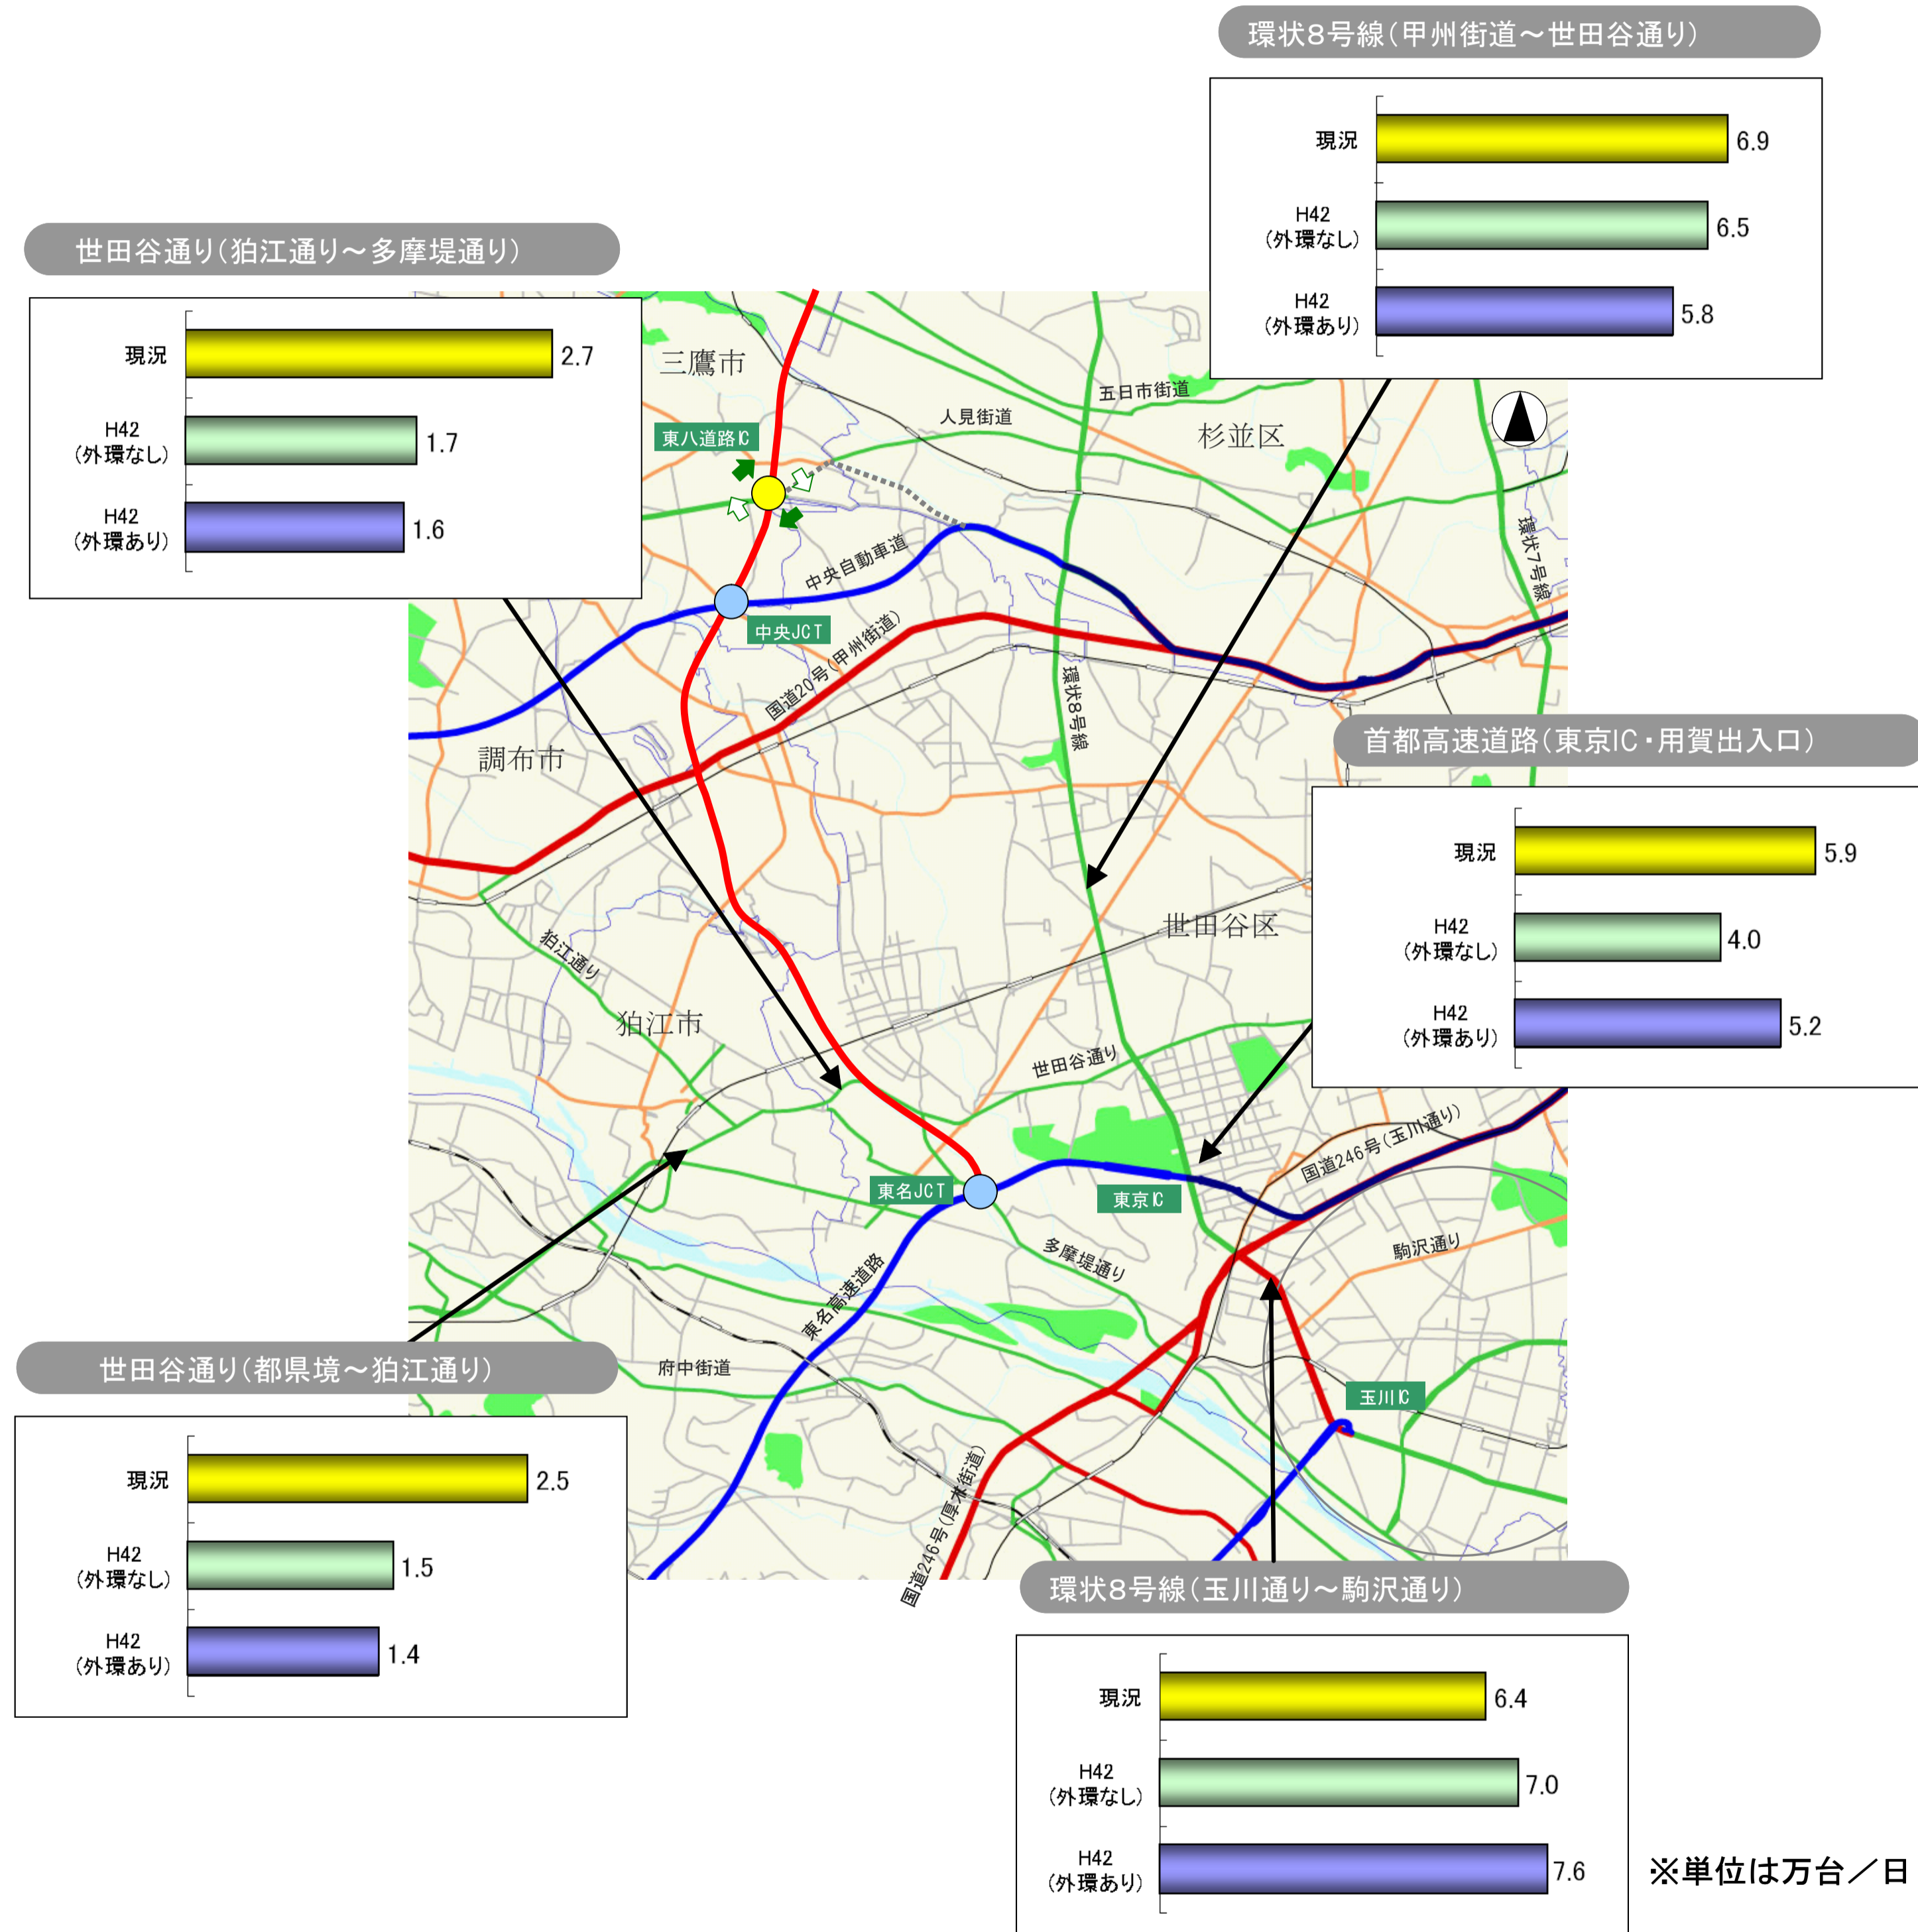 環状8号線(甲州街道～世田谷通り)
現況
6.9
H42
(外環なし)
6.5
H42
(外環あり)
5.8
世田谷通り(狛江通り～多摩堤通り)
現況
2.7
H42
(外環なし)
1.7
H42
(外環あり)
1.6
三鷹市
五日市街道
人見街道
杉並区
東八道路IC
環状7号線
中央自動車道
中央JCT
国道20号(甲州街道)
環状8号線
調布市
首都高速道路(東京IC・用賀出入口)
現況
5.9
H42
(外環なし)
4.0
H42
(外環あり)
5.2
世田谷区
狛江通り
狛江市
世田谷通り
国道246号(玉川通り)
東名JCT
東京IC
多摩堤通り
駒沢通り
東名高速道路
府中街道
玉川IC
国道246号(厚木街道)
世田谷通り(都県境～狛江通り)
現況
2.5
H42
(外環なし)
1.5
H42
(外環あり)
1.4
環状8号線(玉川通り～駒沢通り)
現況
6.4
H42
(外環なし)
7.0
H42
(外環あり)
7.6
※単位は万台／日